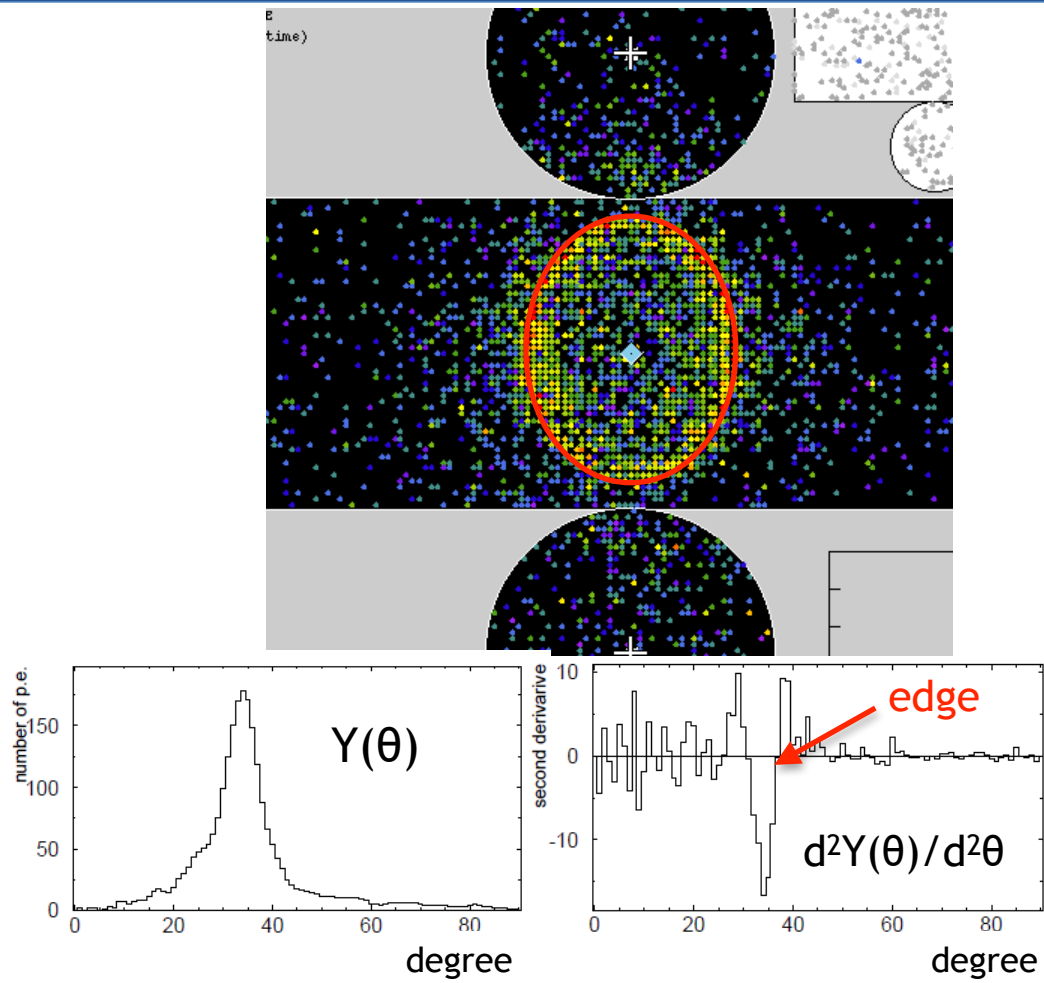 E
time)
number of p.e.
150
100
50
0
Y(θ)
0
20
40
60
80
degree
second derivarive
10
0
-10
edge
d²Y(θ)/d²θ
0
20
40
60
80
degree